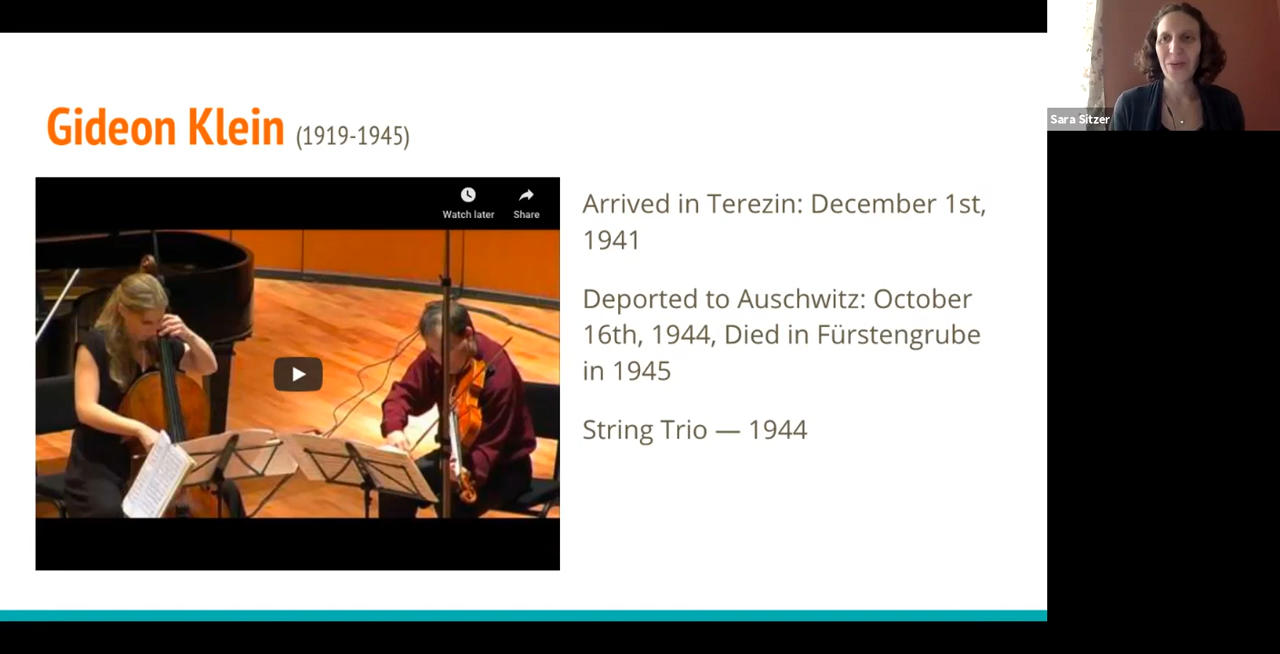 Gideon Klein (1919-1945)
Watch later
Share
Arrived in Terezin: December 1st,
1941
Deported to Auschwitz: October
16th, 1944, Died in Fürstengrube
in 1945
String Trio — 1944
Sara Sitzer